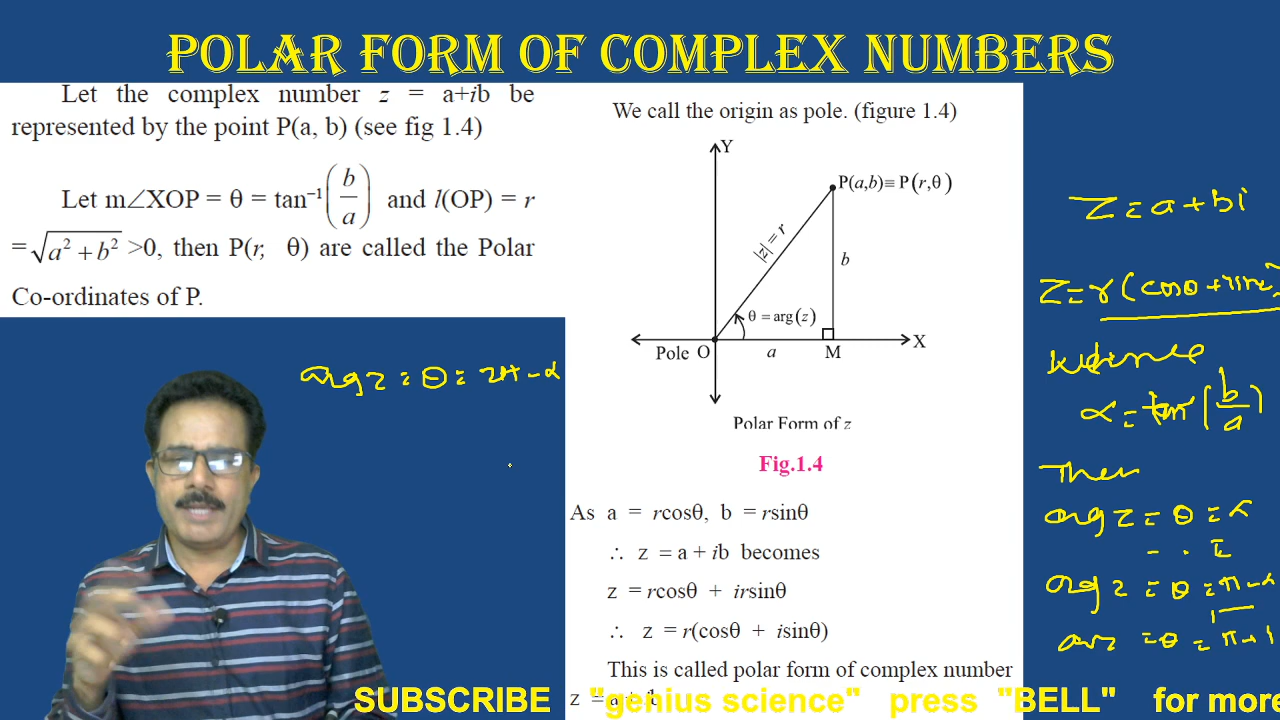 POLAR FORM OF COMPLEX NUMBERS
Let the complex number z = a+ib be
represented by the point P(a, b) (see fig 1.4)
Let m∠XOP = θ = tan⁻¹(b/a) and l(OP) = r
= √(a² + b²) >0, then P(r, θ) are called the Polar
Co-ordinates of P.
arg z = θ = 2π - α
We call the origin as pole. (figure 1.4)
Y
P(a,b)≡P(r,θ)
|z| = r
b
θ = arg(z)
Pole O
a
M
X
Polar Form of z
Fig.1.4
As a = rcosθ, b = rsinθ
∴ z = a + ib becomes
z = rcosθ + irsinθ
∴ z = r(cosθ + isinθ)
This is called polar form of complex number
z =
z = a + bi
z = r (cosθ +
α = tan (b/a)
Then
arg z = θ = α
arg z = θ = π - α
= θ = π +
SUBSCRIBE "genius science" press "BELL" for more